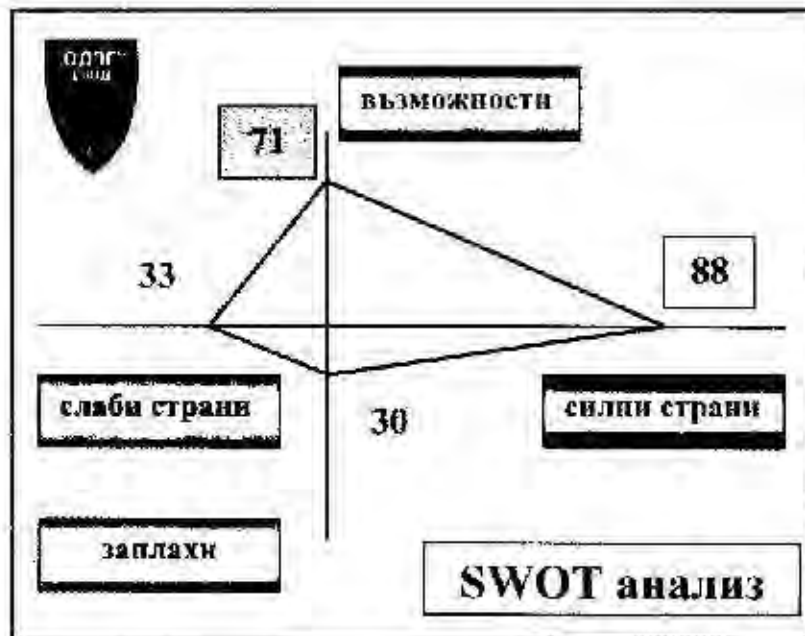 възможности
71
33
88
слаби страни
30
силни страни
заплахи
SWOT анализ